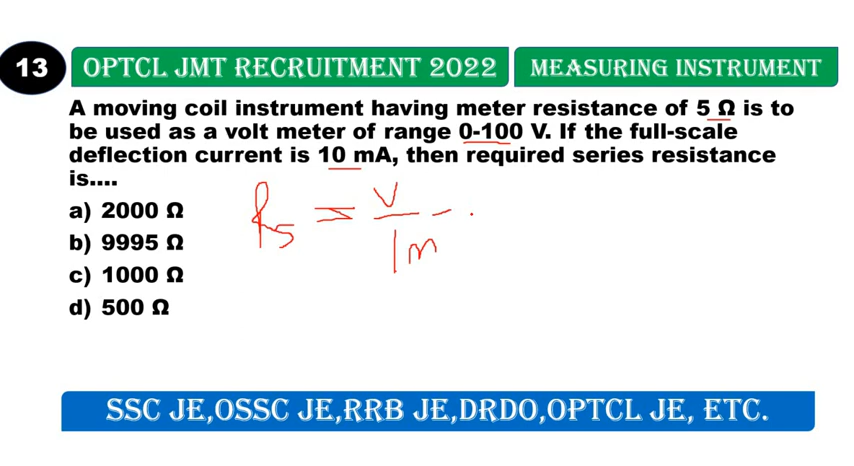 13
OPTCL JMT RECRUITMENT 2022
MEASURING INSTRUMENT
A moving coil instrument having meter resistance of 5 Ω is to
be used as a volt meter of range 0-100 V. If the full-scale
deflection current is 10 mA, then required series resistance
is....
a) 2000 Ω
b) 9995 Ω
c) 1000 Ω
d) 500 Ω
Rs = V/Im -
SSC JE,OSSC JE,RRB JE,DRDO,OPTCL JE, ETC.